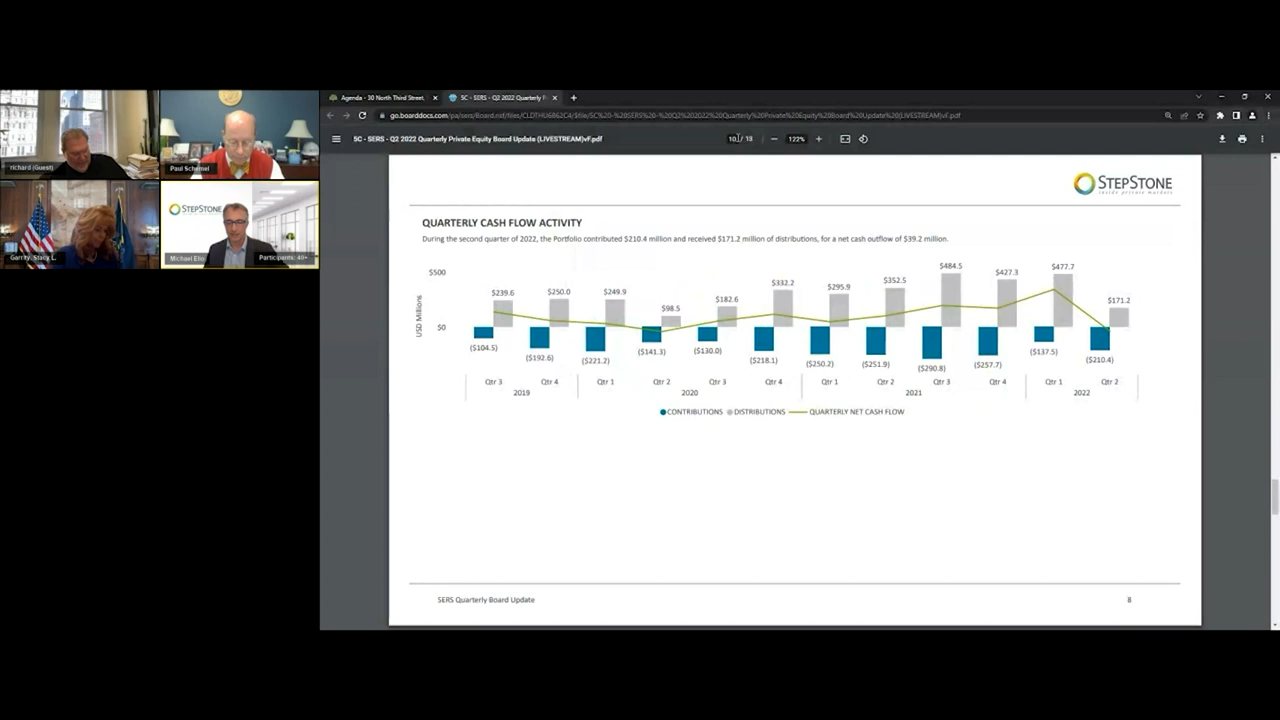 richard (Guest)
Paul Schemel
STEPSTONE
Michael Elio
Participants: 49+
Agenda - 30 North Third Street,
5C - SERS - Q2 2022 Quarterly P
5C - SERS - Q2 2022 Quarterly Private Equity Board Update (LIVESTREAM)vF.pdf
10 / 13
122%
STEPSTONE
inside private markets
QUARTERLY CASH FLOW ACTIVITY
During the second quarter of 2022, the Portfolio contributed $210.4 million and received $171.2 million of distributions, for a net cash outflow of $39.2 million.
USD Millions
$500
$0
$239.6
$250.0
$249.9
$98.5
$182.6
$332.2
$295.9
$352.5
$484.5
$427.3
$477.7
$171.2
($104.5)
($192.6)
($221.2)
($141.3)
($130.0)
($218.1)
($250.2)
($251.9)
($290.8)
($257.7)
($137.5)
($210.4)
Qtr 3 Qtr 4 Qtr 1 Qtr 2 Qtr 3 Qtr 4 Qtr 1 Qtr 2 Qtr 3 Qtr 4 Qtr 1 Qtr 2
2019 2020 2021 2022
CONTRIBUTIONS DISTRIBUTIONS QUARTERLY NET CASH FLOW
SERS Quarterly Board Update
8